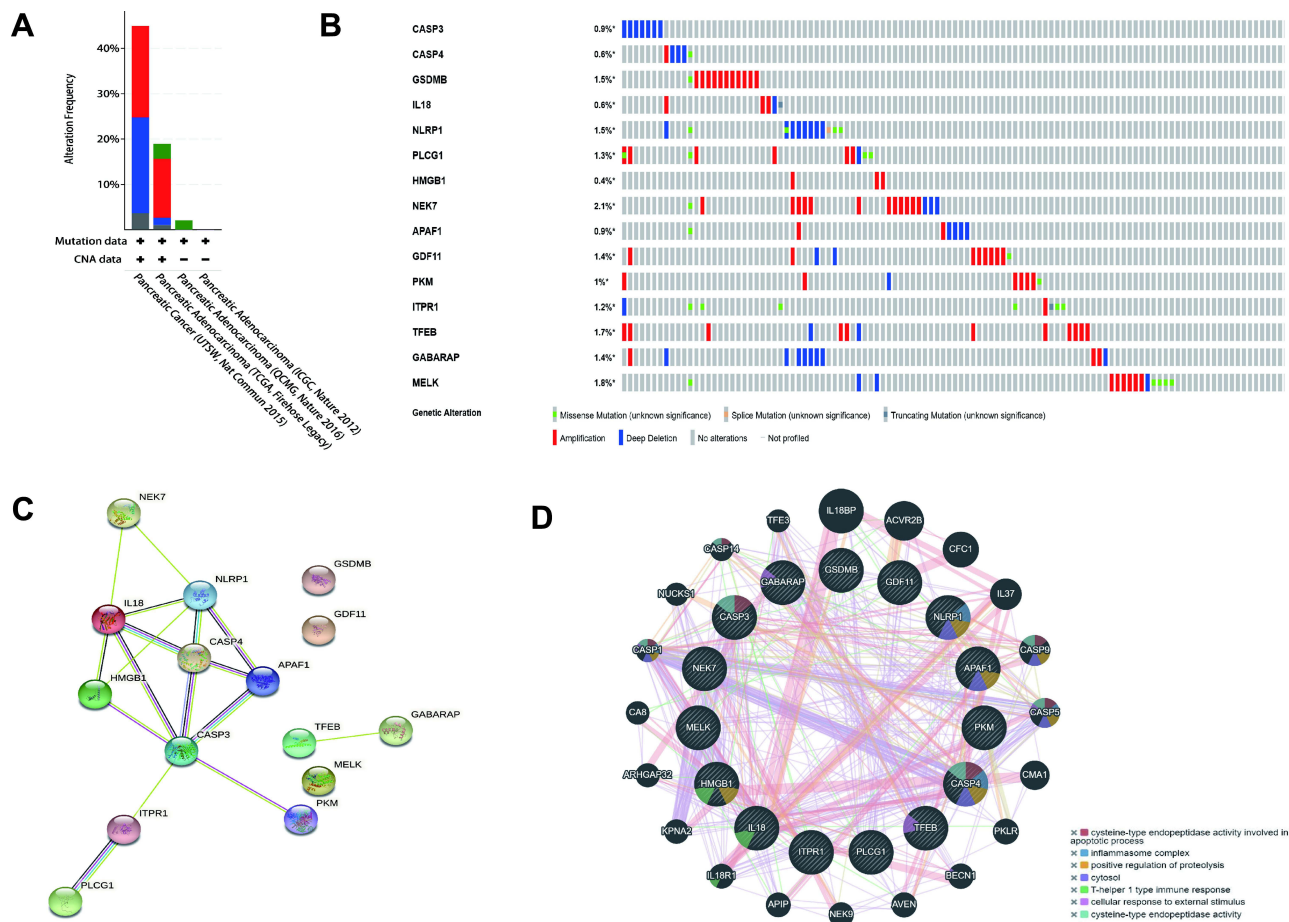 A
40%
30%
20%
10%
Alteration Frequency
Mutation data + + + +
CNA data + + − −
Pancreatic Cancer (UTSW, Nat Commun 2015)
Pancreatic Adenocarcinoma (TCGA, Firehose Legacy)
Pancreatic Adenocarcinoma (QCMG, Nature 2016)
Pancreatic Adenocarcinoma (ICGC, Nature 2012)
B
CASP3 0.9%*
CASP4 0.6%*
GSDMB 1.5%*
IL18 0.6%*
NLRP1 1.5%*
PLCG1 1.3%*
HMGB1 0.4%*
NEK7 2.1%*
APAF1 0.9%*
GDF11 1.4%*
PKM 1%*
ITPR1 1.2%*
TFEB 1.7%*
GABARAP 1.4%*
MELK 1.8%*
Genetic Alteration
Missense Mutation (unknown significance) Splice Mutation (unknown significance) Truncating Mutation (unknown significance)
Amplification Deep Deletion No alterations Not profiled
C
NEK7
NLRP1
GSDMB
IL18
GDF11
CASP4
APAF1
HMGB1
TFEB
GABARAP
CASP3
MELK
PKM
ITPR1
PLCG1
D
IL18BP
ACVR2B
TFE3
CFC1
CASP14
GSDMB
GABARAP
GDF11
NUCKS1
IL37
CASP3
NLRP1
CASP1
CASP9
NEK7
APAF1
CA8
CASP5
MELK
PKM
ARHGAP32
CMA1
HMGB1
CASP4
KPNA2
IL18
TFEB
PKLR
ITPR1
PLCG1
IL18R1
BECN1
APIP
AVEN
NEK9
cysteine-type endopeptidase activity involved in
apoptotic process
inflammasome complex
positive regulation of proteolysis
cytosol
T-helper 1 type immune response
cellular response to external stimulus
cysteine-type endopeptidase activity